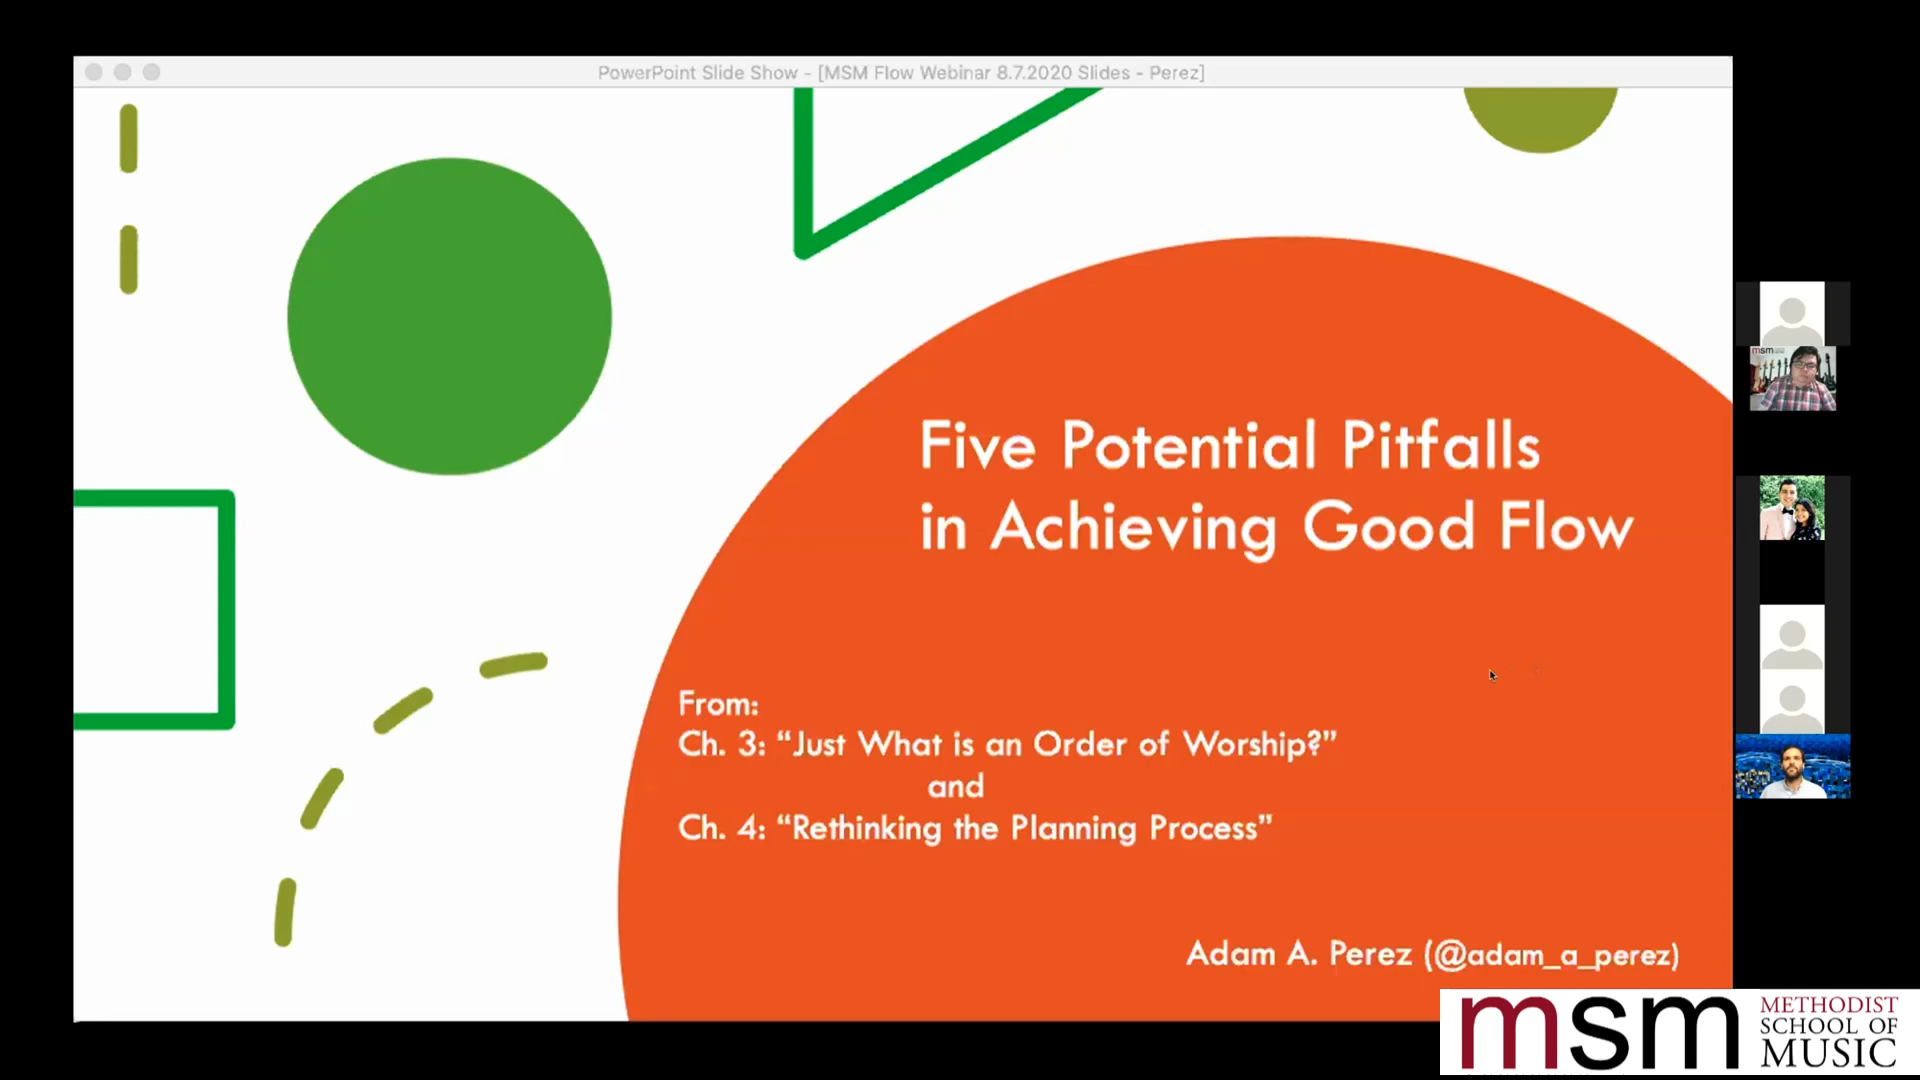 PowerPoint Slide Show - [MSM Flow Webinar 8.7.2020 Slides - Perez]
Five Potential Pitfalls
in Achieving Good Flow
From:
Ch. 3: “Just What is an Order of Worship?”
and
Ch. 4: “Rethinking the Planning Process”
Adam A. Perez (@adam_a_perez)
msm
msm
METHODIST
SCHOOL OF
MUSIC